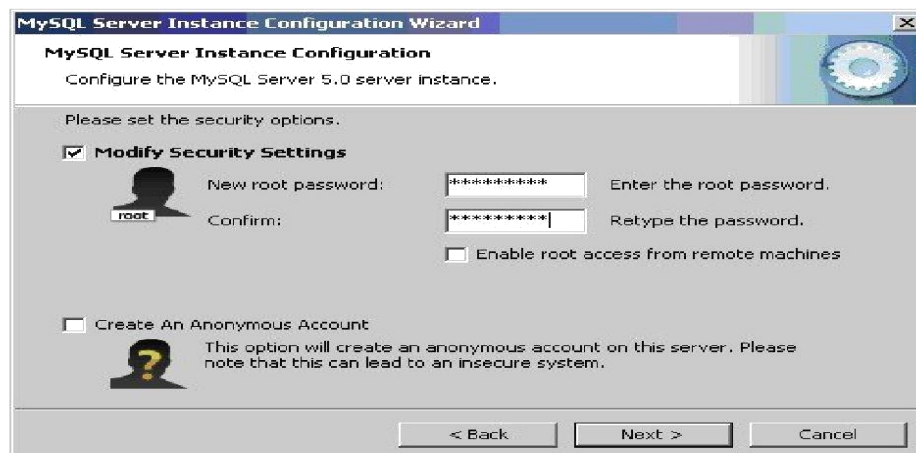 MySQL Server Instance Configuration Wizard
MySQL Server Instance Configuration
Configure the MySQL Server 5.0 server instance.
Please set the security options.
Modify Security Settings
root
New root password:
*********
Enter the root password.
Confirm:
*********
Retype the password.
Enable root access from remote machines
Create An Anonymous Account
?
This option will create an anonymous account on this server. Please
note that this can lead to an insecure system.
< Back
Next >
Cancel